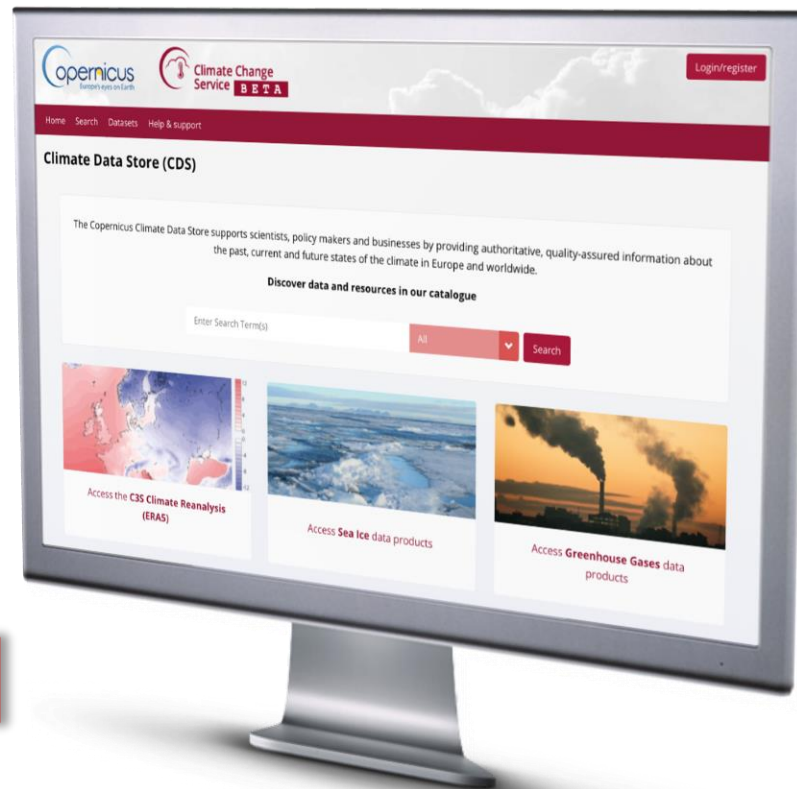 Copernicus
Europe's eyes on Earth
Climate Change
Service BETA
Login/register
Home Search Datasets Help & support
Climate Data Store (CDS)
The Copernicus Climate Data Store supports scientists, policy makers and businesses by providing authoritative, quality-assured information about
the past, current and future states of the climate in Europe and worldwide.
Discover data and resources in our catalogue
Enter Search Term(s)
All
Search
Access the C3S Climate Reanalysis
(ERA5)
Access Sea Ice data products
Access Greenhouse Gases data
products